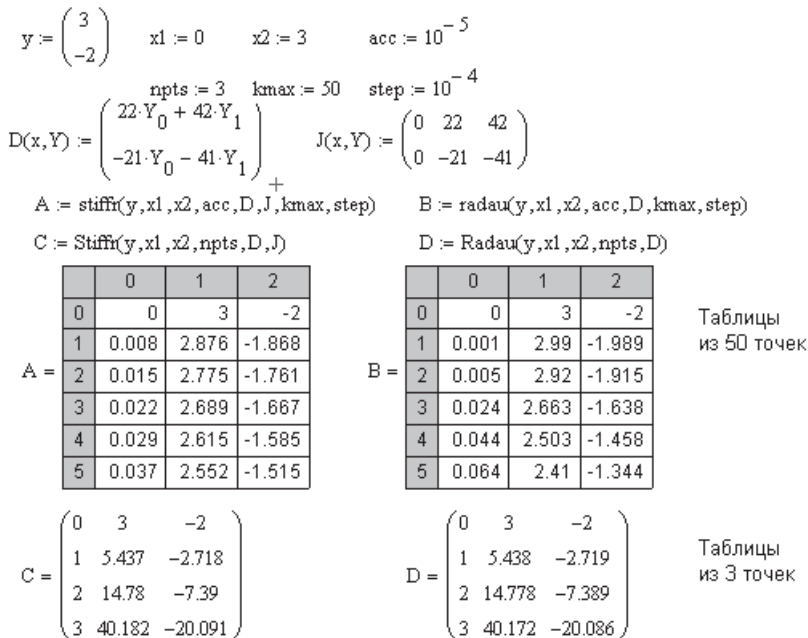 y := (3 −2) x1 := 0 x2 := 3 acc := 10^−5
npts := 3 kmax := 50 step := 10^−4
D(x,Y) := (22·Y0 + 42·Y1 −21·Y0 − 41·Y1) J(x,Y) := (0 22 42 0 −21 −41)
A := stiffr(y,x1,x2,acc,D,J,kmax,step) B := radau(y,x1,x2,acc,D,kmax,step)
C := Stiffr(y,x1,x2,npts,D,J) D := Radau(y,x1,x2,npts,D)
A =
0 1 2
0 0 3 -2
1 0.008 2.876 -1.868
2 0.015 2.775 -1.761
3 0.022 2.689 -1.667
4 0.029 2.615 -1.585
5 0.037 2.552 -1.515
B =
0 1 2
0 0 3 -2
1 0.001 2.99 -1.989
2 0.005 2.92 -1.915
3 0.024 2.663 -1.638
4 0.044 2.503 -1.458
5 0.064 2.41 -1.344
Таблицы
из 50 точек
C =
0 3 −2
1 5.437 −2.718
2 14.78 −7.39
3 40.182 −20.091
D =
0 3 −2
1 5.438 −2.719
2 14.778 −7.389
3 40.172 −20.086
Таблицы
из 3 точек